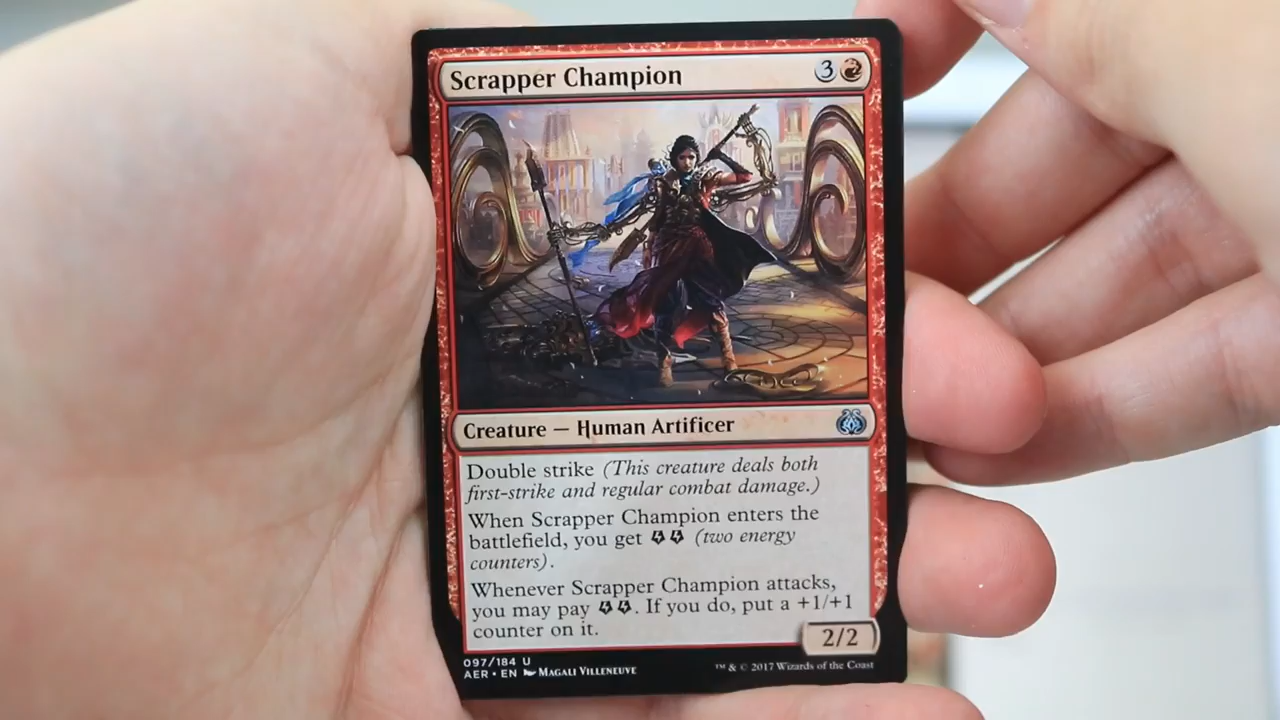 Scrapper Champion 3
Creature — Human Artificer
Double strike (This creature deals both
first-strike and regular combat damage.)
When Scrapper Champion enters the
battlefield, you get (two energy
counters).
Whenever Scrapper Champion attacks,
you may pay . If you do, put a +1/+1
counter on it.
2/2
097/184 U
AER • EN Magali Villeneuve
™ & © 2017 Wizards of the Coast